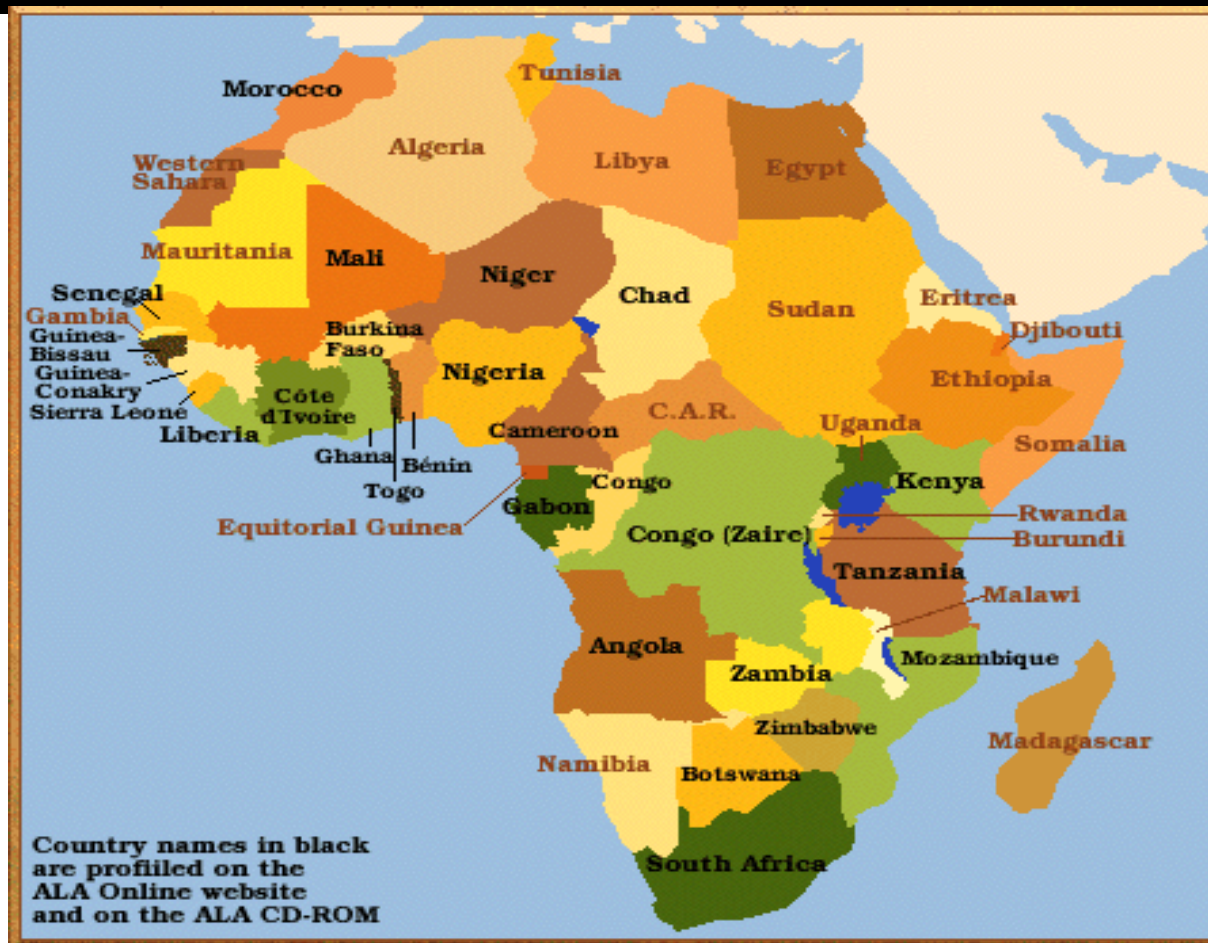 Tunisia
Morocco
Algeria
Libya
Egypt
Western
Sahara
Mauritania
Mali
Niger
Chad
Sudan
Eritrea
Djibouti
Senegal
Gambia
Guinea-
Bissau
Guinea-
Conakry
Sierra Leone
Liberia
Burkina
Faso
Côte
d'Ivoire
Ghana
Togo
Bénin
Nigeria
Cameroon
C.A.R.
Ethiopia
Somalia
Uganda
Kenya
Equitorial Guinea
Gabon
Congo
Congo (Zaire)
Rwanda
Burundi
Tanzania
Malawi
Angola
Zambia
Mozambique
Zimbabwe
Madagascar
Namibia
Botswana
South Africa
Country names in black
are profiiled on the
ALA Online website
and on the ALA CD-ROM